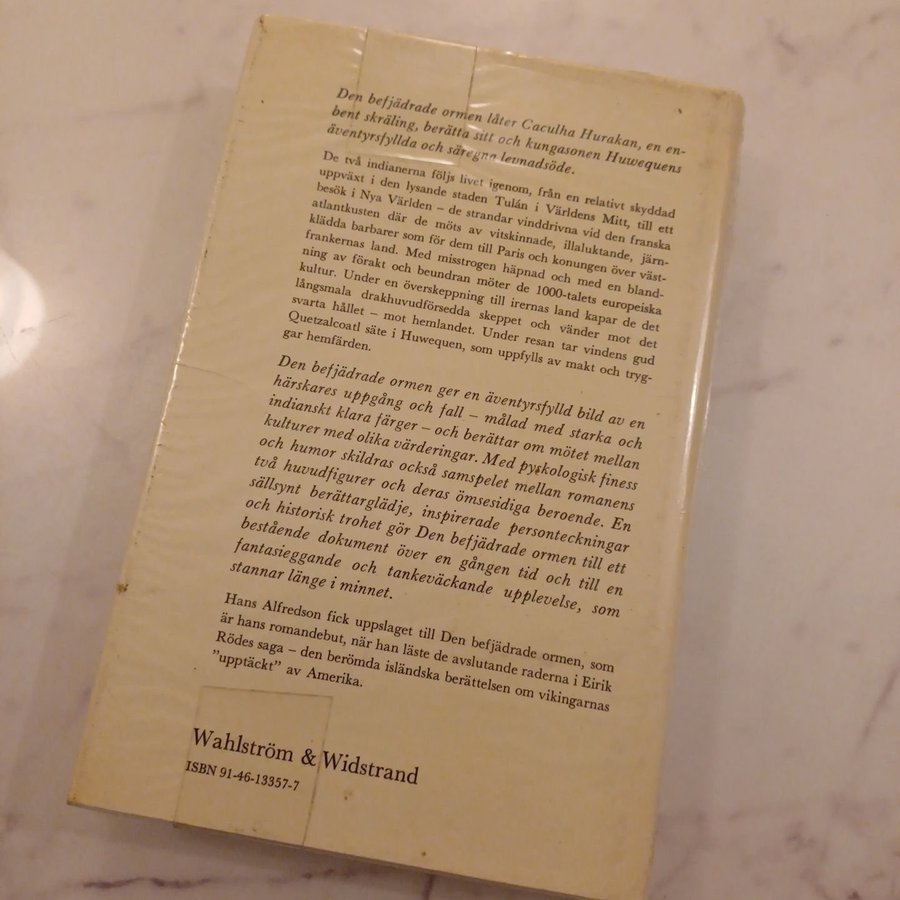 Den befjädrade ormen låter Caculha Hurakan, en en-
bent skräling, berätta sitt och kungasonen Huwequens
äventyrsfyllda och säregna levnadsöde.
De två indianerna följs livet igenom, från en relativt skyddad
uppväxt i den lysande staden Tulán i Världens Mitt, till ett
besök i Nya Världen – de strandar vinddrivna vid den franska
atlantkusten där de möts av vitskinnade, illaluktande, järn-
klädda barbarer som för dem till Paris och konungen över väst-
frankernas land. Med misstrogen häpnad och med en bland-
ning av förakt och beundran möter de 1000-talets europeiska
kultur. Under en överskeppning till irernas land kapar de det
långsmala drakhuvudförsedda skeppet och vänder mot det
svarta hållet – mot hemlandet. Under resan tar vindens gud
Quetzalcoatl säte i Huwequen, som uppfylls av makt och tryg-
gar hemfärden.
Den befjädrade ormen ger en äventyrsfylld bild av en
härskares uppgång och fall – målad med starka och
indianskt klara färger – och berättar om mötet mellan
kulturer med olika värderingar. Med pyskologisk finess
och humor skildras också samspelet mellan romanens
två huvudfigurer och deras ömsesidiga beroende. En
sällsynt berättarglädje, inspirerade personteckningar
och historisk trohet gör Den befjädrade ormen till ett
bestående dokument över en gången tid och till en
fantasieggande och tankeväckande upplevelse, som
stannar länge i minnet.
Hans Alfredson fick uppslaget till Den befjädrade ormen, som
är hans romandebut, när han läste de avslutande raderna i Eirik
Rödes saga – den berömda isländska berättelsen om vikingarnas
"upptäckt" av Amerika.
Wahlström & Widstrand
ISBN 91-46-13357-7